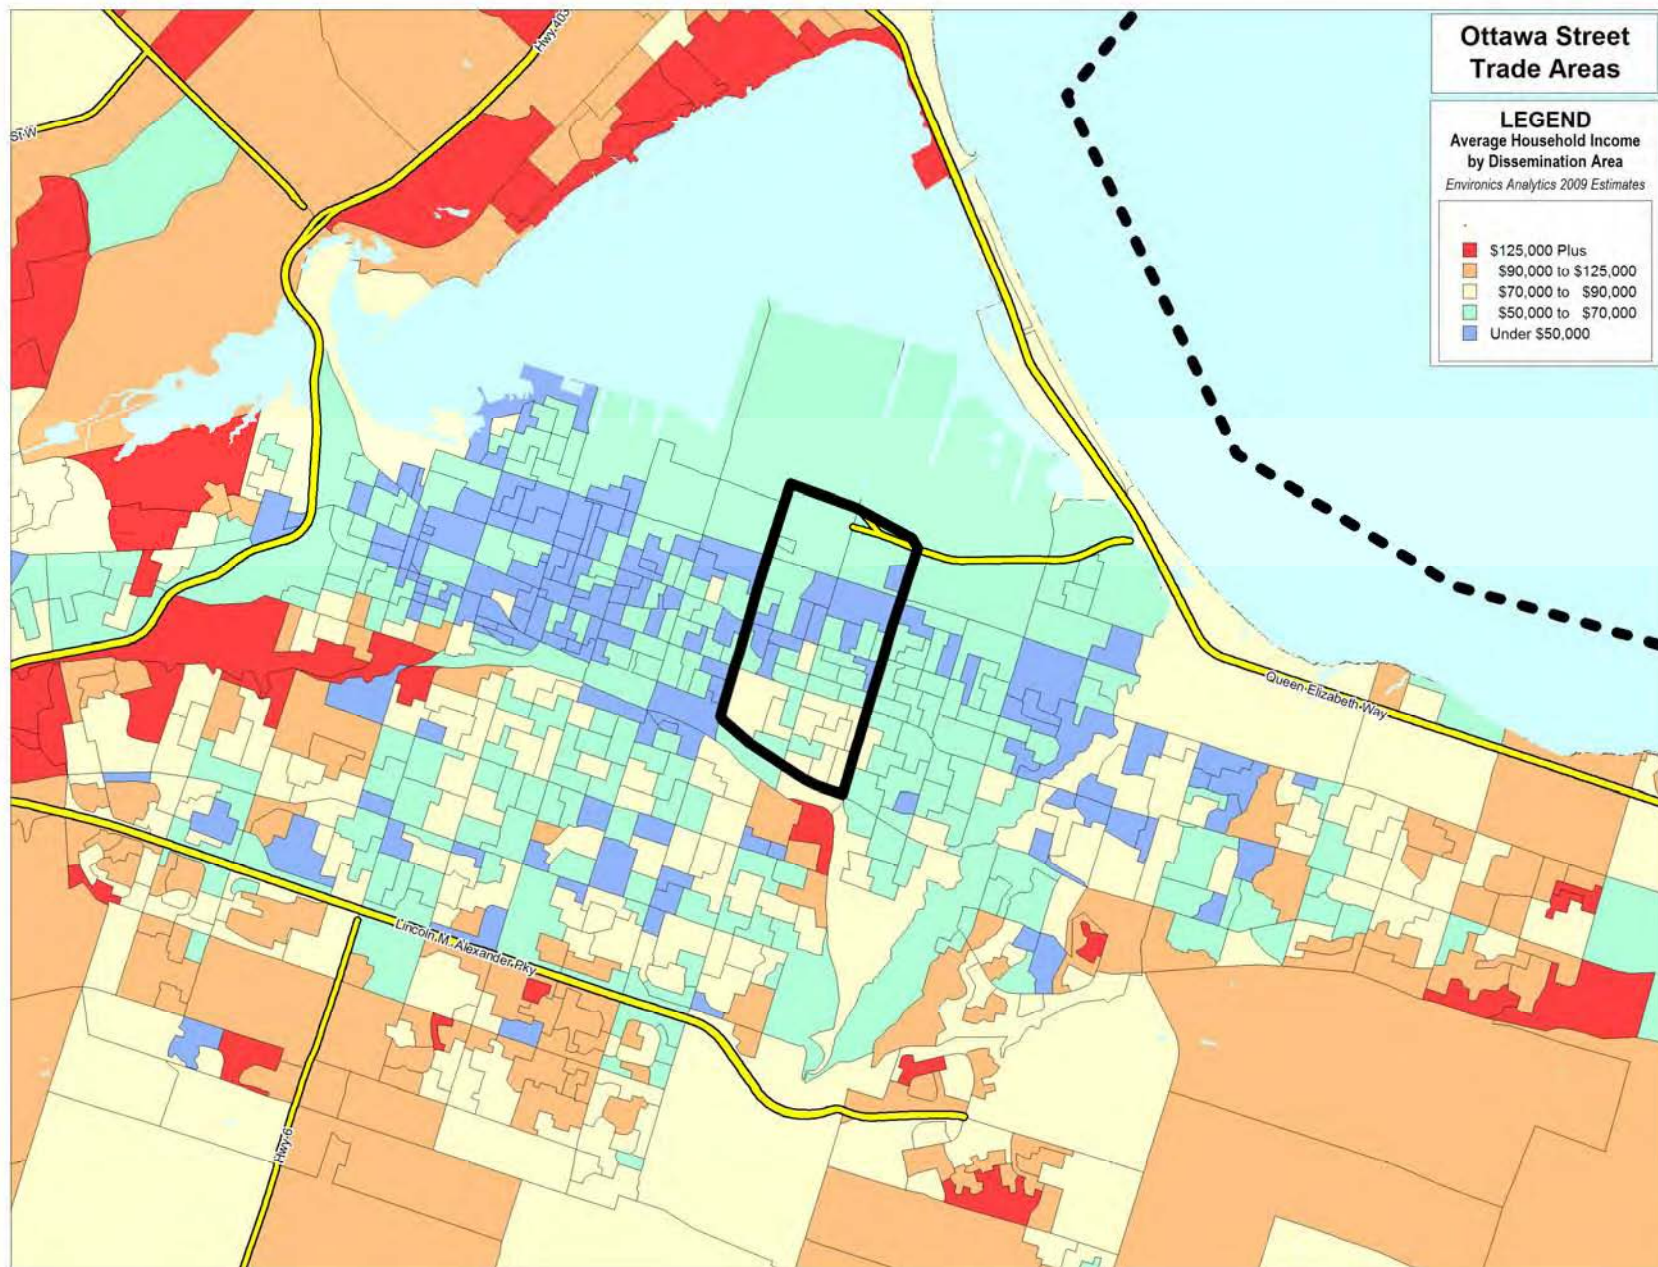 Ottawa Street
Trade Areas
LEGEND
Average Household Income
by Dissemination Area
Environics Analytics 2009 Estimates
$125,000 Plus
$90,000 to $125,000
$70,000 to $90,000
$50,000 to $70,000
Under $50,000
Hwy 403
St W
Queen Elizabeth Way
Lincoln M. Alexander Pky
Hwy 6